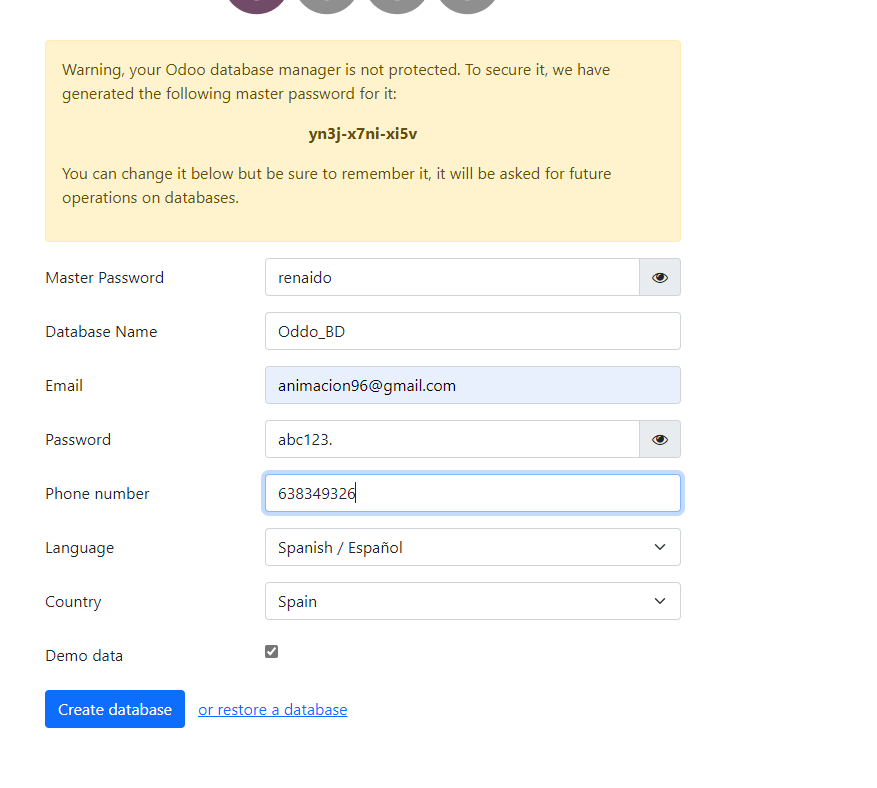 Warning, your Odoo database manager is not protected. To secure it, we have
generated the following master password for it:
yn3j-x7ni-xi5v
You can change it below but be sure to remember it, it will be asked for future
operations on databases.
Master Password renaido
Database Name Oddo_BD
Email animacion96@gmail.com
Password abc123.
Phone number 638349326
Language Spanish / Español
Country Spain
Demo data
Create database or restore a database